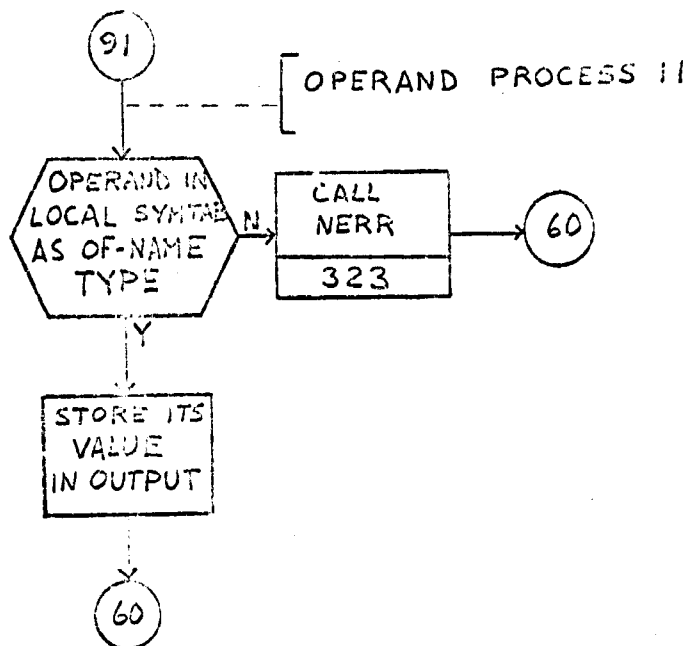 91
OPERAND PROCESS 11
OPERAND IN
LOCAL SYMTAB
AS OF-NAME
TYPE
N
CALL
NERR
323
60
Y
STORE ITS
VALUE
IN OUTPUT
60